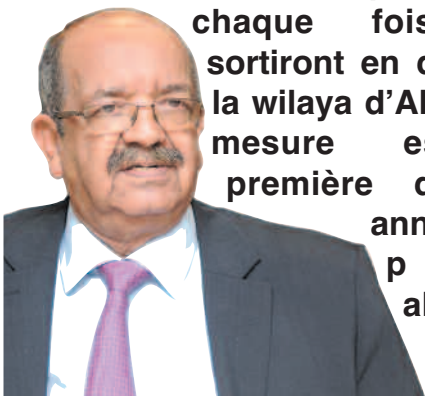 chaque fois
sortiront en
la wilaya d'Al
mesure es
première
ann
p
al